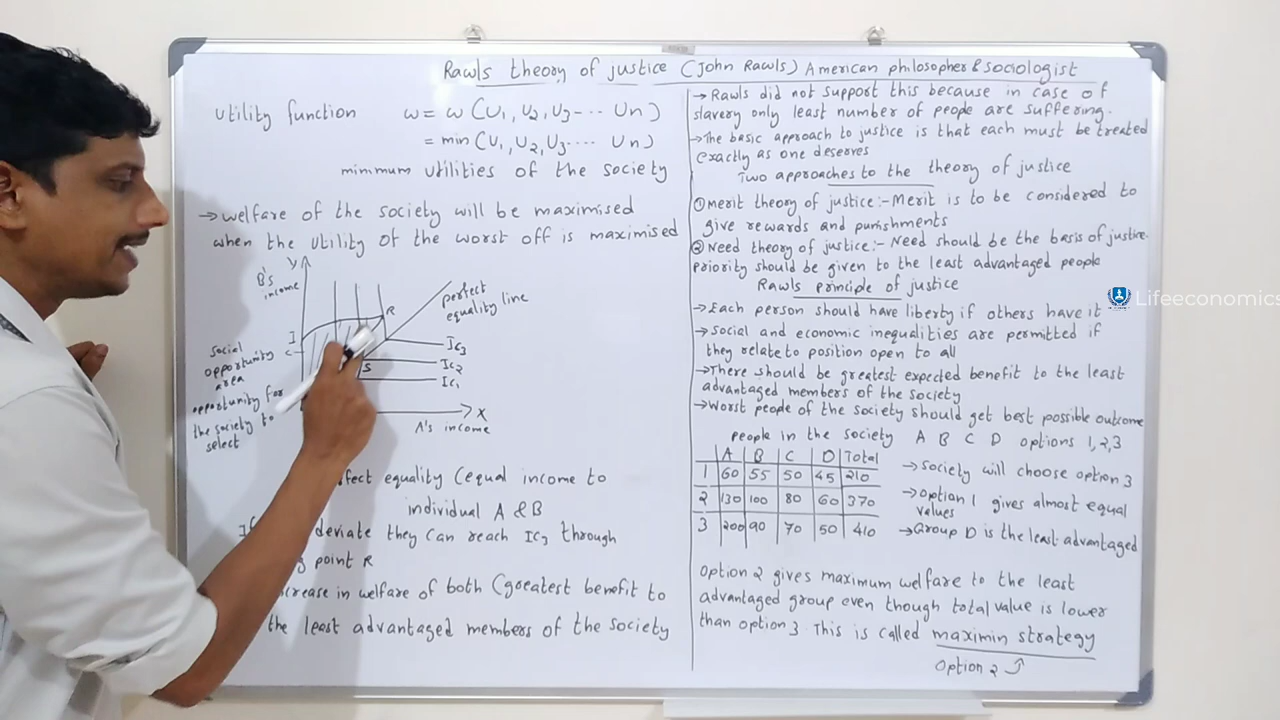 Rawls theory of justice (John Rawls) American philosopher & sociologist
utility function W = W (U1, U2, U3---- Un)
= min (U1, U2, U3---- Un)
minimum utilities of the society
→ welfare of the society will be maximised
when the utility of the worst off is maximised
Y
B's
income
perfect
equality line
R
I
C
S
IC3
IC2
IC1
X
A's income
social
opportunity
area
opportunity for
the society to
select
equality (equal income to
individual A & B
deviate they can reach IC3 through
point R
in welfare of both (greatest benefit to
the least advantaged members of the society
→ Rawls did not support this because in case of
slavery only least number of people are suffering.
→ The basic approach to justice is that each must be treated
exactly as one deserves
Two approaches to the theory of justice
① Merit theory of justice:- Merit is to be considered to
give rewards and punishments
② Need theory of justice:- Need should be the basis of justice.
priority should be given to the least advantaged people
Rawls principle of justice
→ Each person should have liberty if others have it
→ Social and economic inequalities are permitted if
they relate to position open to all
→ There should be greatest expected benefit to the least
advantaged members of the society
→ Worst people of the society should get best possible outcome
people in the society A B C D options 1,2,3
A B C D Total
1 60 55 50 45 210
2 130 100 80 60 370
3 200 90 70 50 410
→ Society will choose option 3
→ option 1 gives almost equal
values
→ Group D is the least advantaged
option 2 gives maximum welfare to the least
advantaged group even though total value is lower
than option 3. This is called maximin strategy
option 2
Lifeeconomics